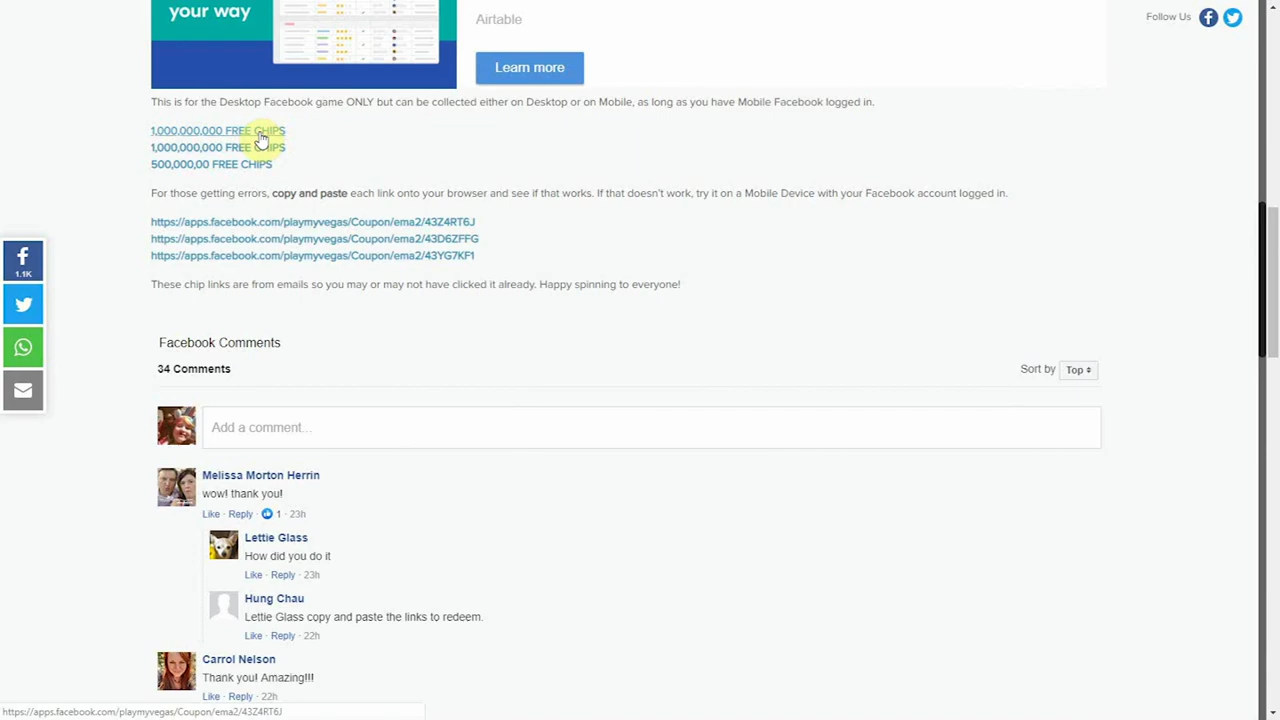 your way
Airtable
Learn more
Follow Us
This is for the Desktop Facebook game ONLY but can be collected either on Desktop or on Mobile, as long as you have Mobile Facebook logged in.
1,000,000,000 FREE CHIPS
1,000,000,000 FREE CHIPS
500,000,00 FREE CHIPS
For those getting errors, copy and paste each link onto your browser and see if that works. If that doesn't work, try it on a Mobile Device with your Facebook account logged in.
https://apps.facebook.com/playmyvegas/Coupon/ema2/43Z4RT6J
https://apps.facebook.com/playmyvegas/Coupon/ema2/43D6ZFFG
https://apps.facebook.com/playmyvegas/Coupon/ema2/43YG7KF1
1.1K
These chip links are from emails so you may or may not have clicked it already. Happy spinning to everyone!
Facebook Comments
34 Comments
Sort by Top
Add a comment...
Melissa Morton Herrin
wow! thank you!
Like · Reply · 1 · 23h
Lettie Glass
How did you do it
Like · Reply · 23h
Hung Chau
Lettie Glass copy and paste the links to redeem.
Like · Reply · 22h
Carrol Nelson
Thank you! Amazing!!!
Like · Reply · 22h
https://apps.facebook.com/playmyvegas/Coupon/ema2/43Z4RT6J